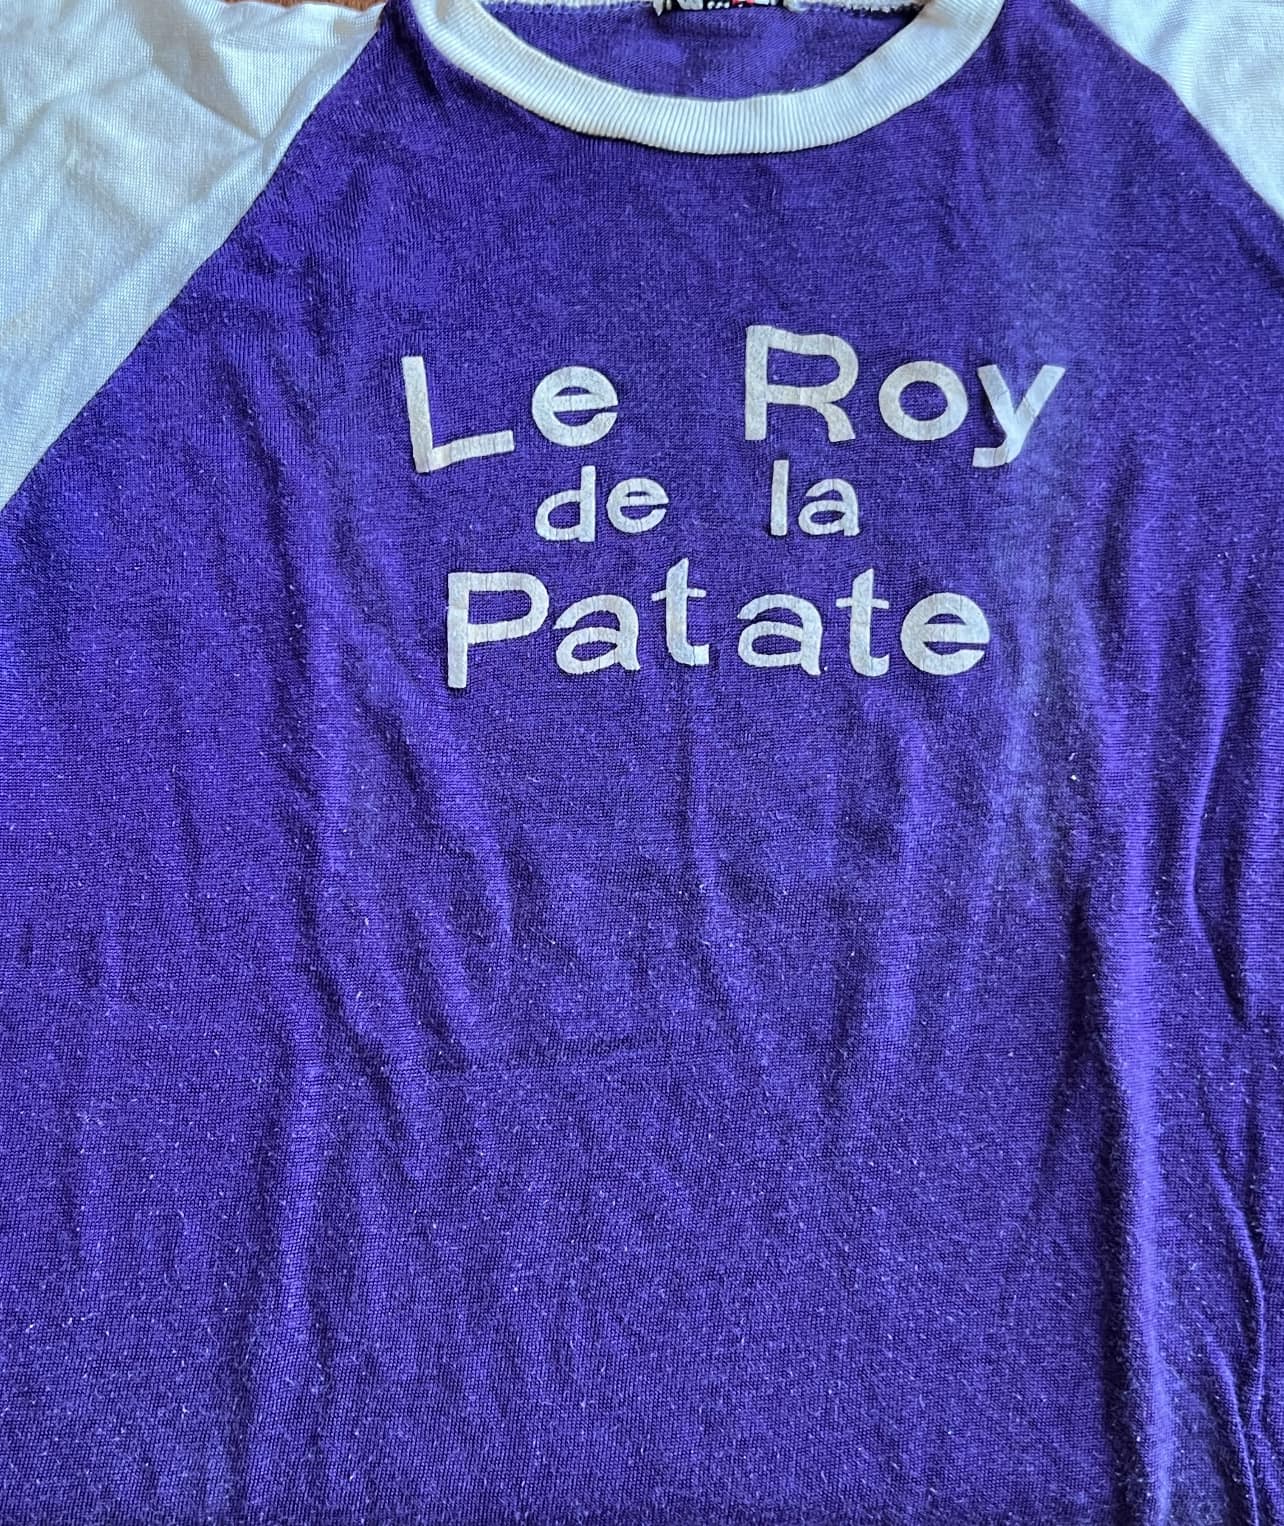 Le Roy
de la
Patate